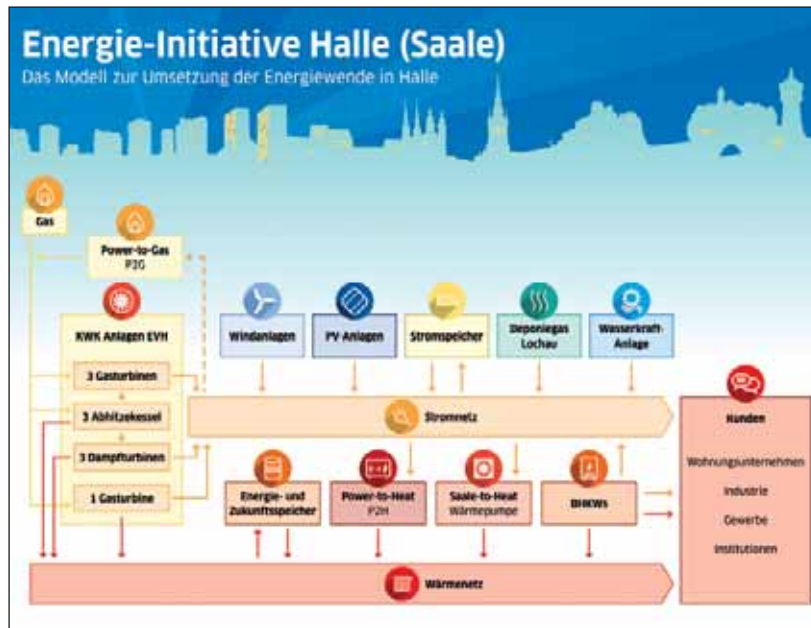 Energie-Initiative Halle (Saale)
Das Modell zur Umsetzung der Energiewende in Halle
Gas
Power-to-Gas
P2G
KWK Anlagen EVH
3 Gasturbinen
3 Abhitzekessel
3 Dampfturbinen
1 Gasturbine
Windanlagen
PV-Anlagen
Stromspeicher
Deponiegas
Lochau
Wasserkraft-
Anlage
Stromnetz
Energie- und
Zukunftsspeicher
Power-to-Heat
P2H
Saale-to-Heat
Wärmepumpe
BHKWs
Wärmenetz
Kunden
Wohnungsunternehmen
Industrie
Gewerbe
Institutionen